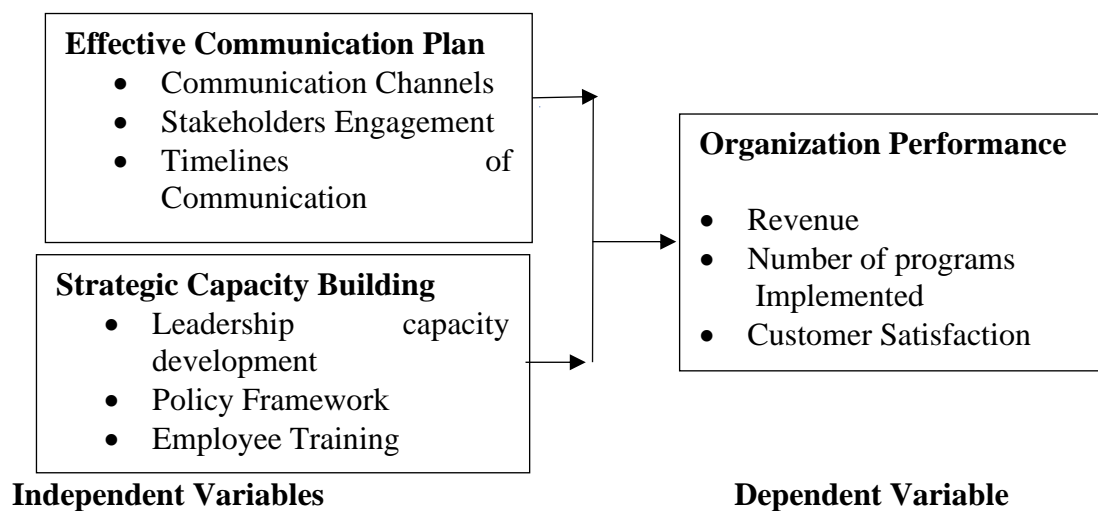 Effective Communication Plan
• Communication Channels
• Stakeholders Engagement
• Timelines of
Communication
Strategic Capacity Building
• Leadership capacity
development
• Policy Framework
• Employee Training
Independent Variables
Organization Performance
• Revenue
• Number of programs
Implemented
• Customer Satisfaction
Dependent Variable